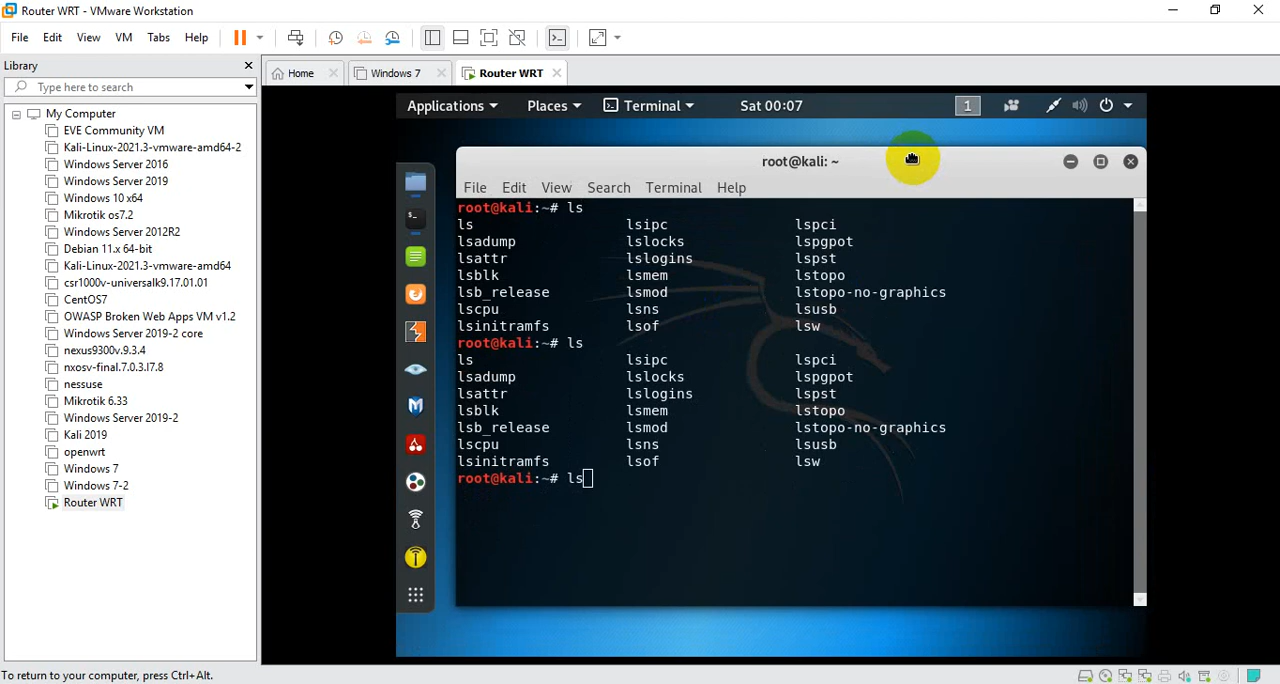 Router WRT - VMware Workstation
File Edit View VM Tabs Help
Library
Type here to search
My Computer
EVE Community VM
Kali-Linux-2021.3-vmware-amd64-2
Windows Server 2016
Windows Server 2019
Windows 10 x64
Mikrotik os7.2
Windows Server 2012R2
Debian 11.x 64-bit
Kali-Linux-2021.3-vmware-amd64
csr1000v-universalk9.17.01.01
CentOS7
OWASP Broken Web Apps VM v1.2
Windows Server 2019-2 core
nexus9300v.9.3.4
nxosv-final.7.0.3.I7.8
nessuse
Mikrotik 6.33
Windows Server 2019-2
Kali 2019
openwrt
Windows 7
Windows 7-2
Router WRT
Home Windows 7 Router WRT
Applications Places Terminal Sat 00:07 1
root@kali: ~
File Edit View Search Terminal Help
root@kali:~# ls
ls lsipc lspci
lsadump lslocks lspgpot
lsattr lslogins lspst
lsblk lsmem lstopo
lsb_release lsmod lstopo-no-graphics
lscpu lsns lsusb
lsinitramfs lsof lsw
root@kali:~# ls
ls lsipc lspci
lsadump lslocks lspgpot
lsattr lslogins lspst
lsblk lsmem lstopo
lsb_release lsmod lstopo-no-graphics
lscpu lsns lsusb
lsinitramfs lsof lsw
root@kali:~# ls
To return to your computer, press Ctrl+Alt.